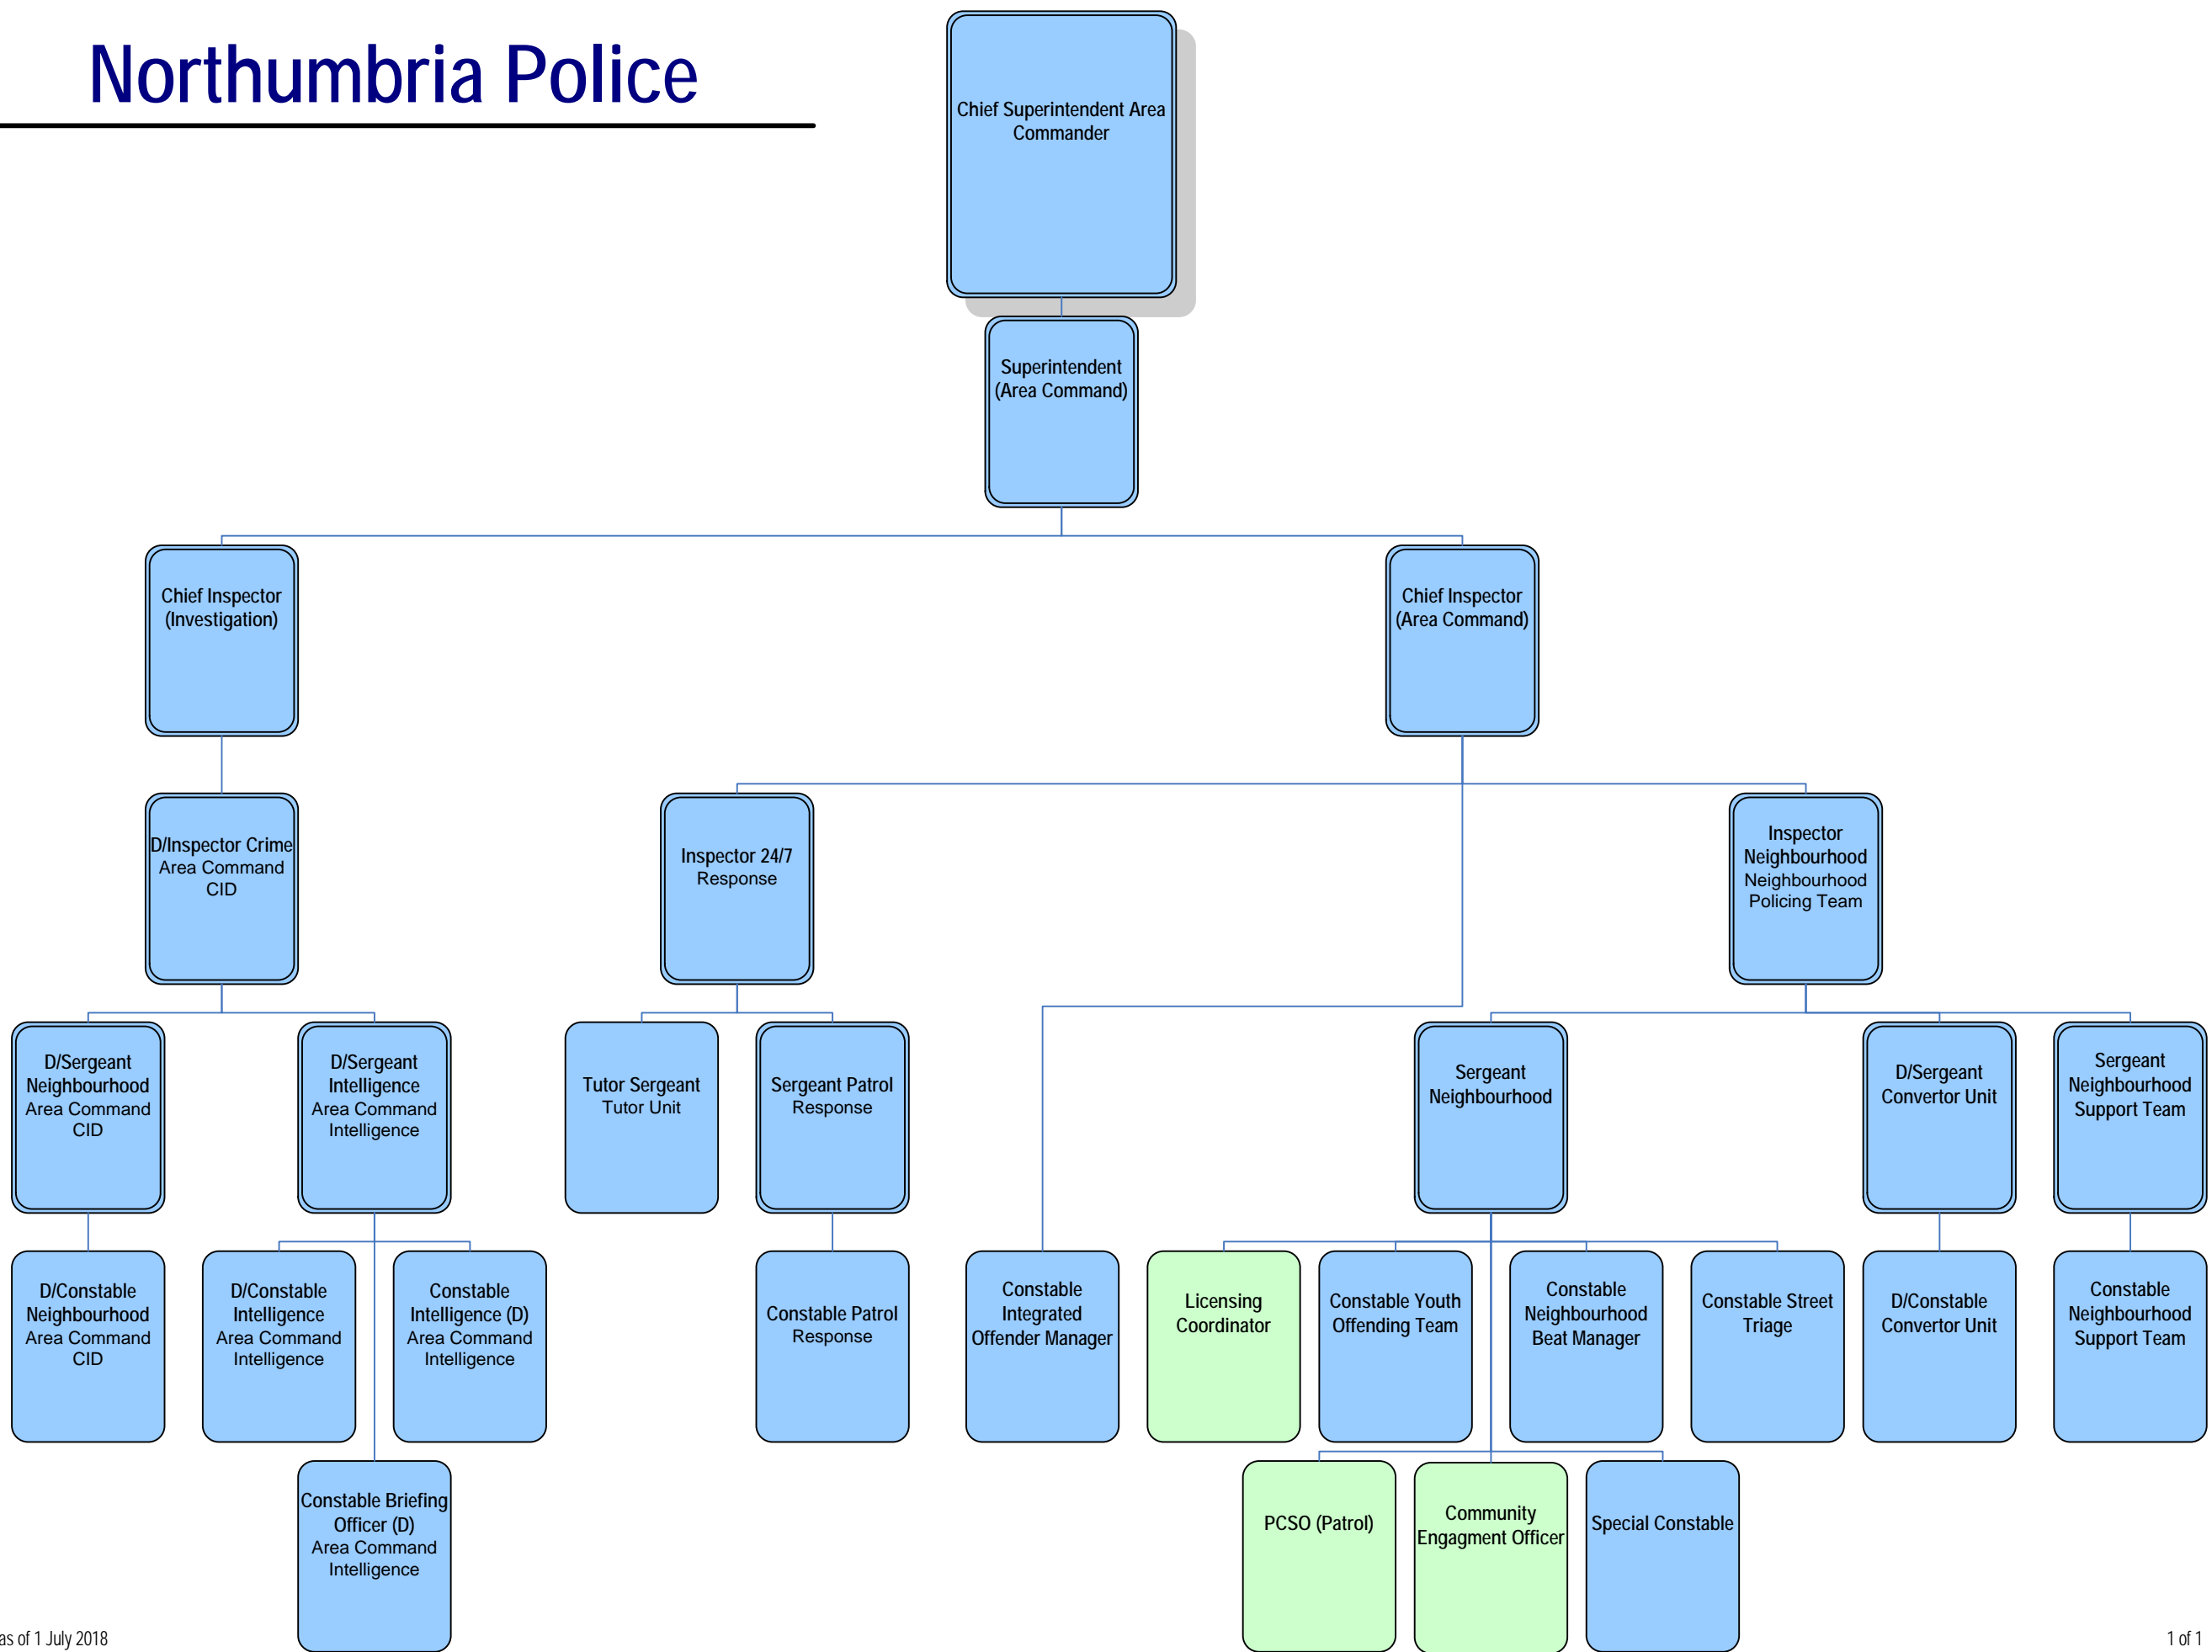 Northumbria Police
Chief Superintendent Area
Commander
Superintendent
(Area Command)
Chief Inspector
(Investigation)
Chief Inspector
(Area Command)
D/Inspector Crime
Area Command
CID
Inspector 24/7
Response
Inspector
Neighbourhood
Neighbourhood
Policing Team
D/Sergeant
Neighbourhood
Area Command
CID
D/Sergeant
Intelligence
Area Command
Intelligence
Tutor Sergeant
Tutor Unit
Sergeant Patrol
Response
Sergeant
Neighbourhood
D/Sergeant
Convertor Unit
Sergeant
Neighbourhood
Support Team
D/Constable
Neighbourhood
Area Command
CID
D/Constable
Intelligence
Area Command
Intelligence
Constable
Intelligence (D)
Area Command
Intelligence
Constable Patrol
Response
Constable
Integrated
Offender Manager
Licensing
Coordinator
Constable Youth
Offending Team
Constable
Neighbourhood
Beat Manager
Constable Street
Triage
D/Constable
Convertor Unit
Constable
Neighbourhood
Support Team
Constable Briefing
Officer (D)
Area Command
Intelligence
PCSO (Patrol)
Community
Engagment Officer
Special Constable
as of 1 July 2018
1 of 1